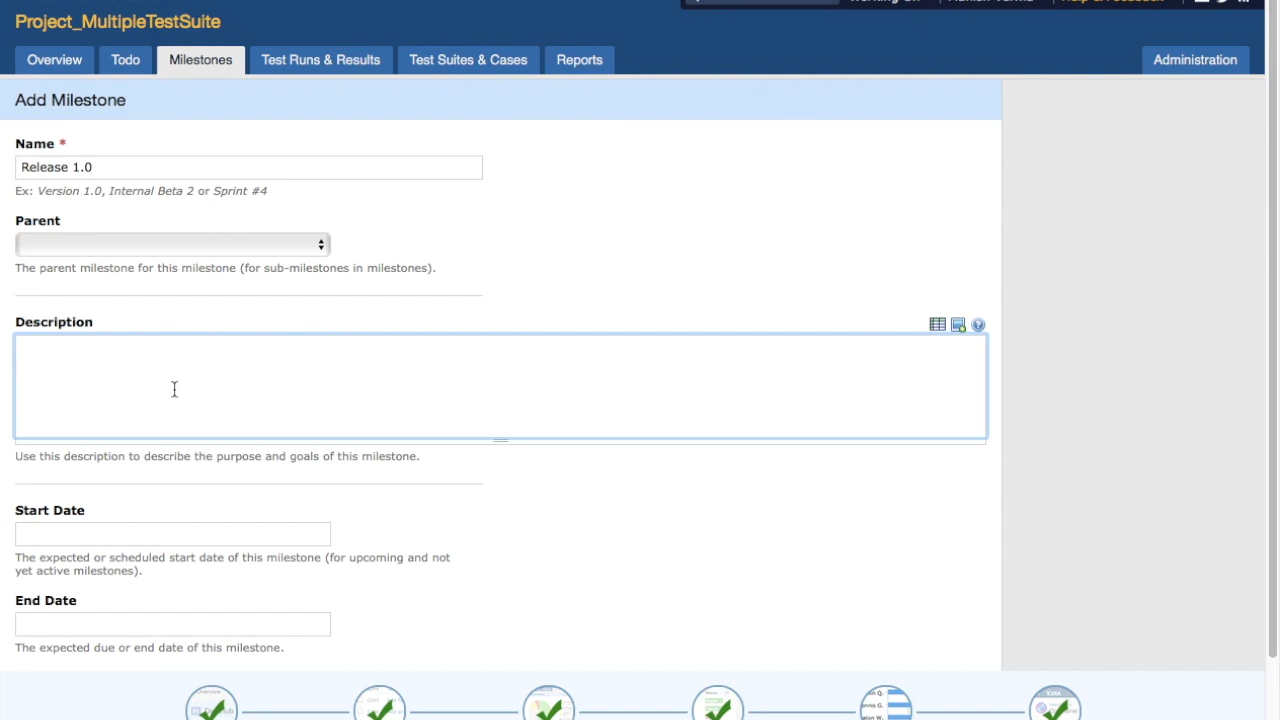 Project_MultipleTestSuite
Overview Todo Milestones Test Runs & Results Test Suites & Cases Reports Administration
Add Milestone
Name *
Release 1.0
Ex: Version 1.0, Internal Beta 2 or Sprint #4
Parent
The parent milestone for this milestone (for sub-milestones in milestones).
Description
Use this description to describe the purpose and goals of this milestone.
Start Date
The expected or scheduled start date of this milestone (for upcoming and not
yet active milestones).
End Date
The expected due or end date of this milestone.